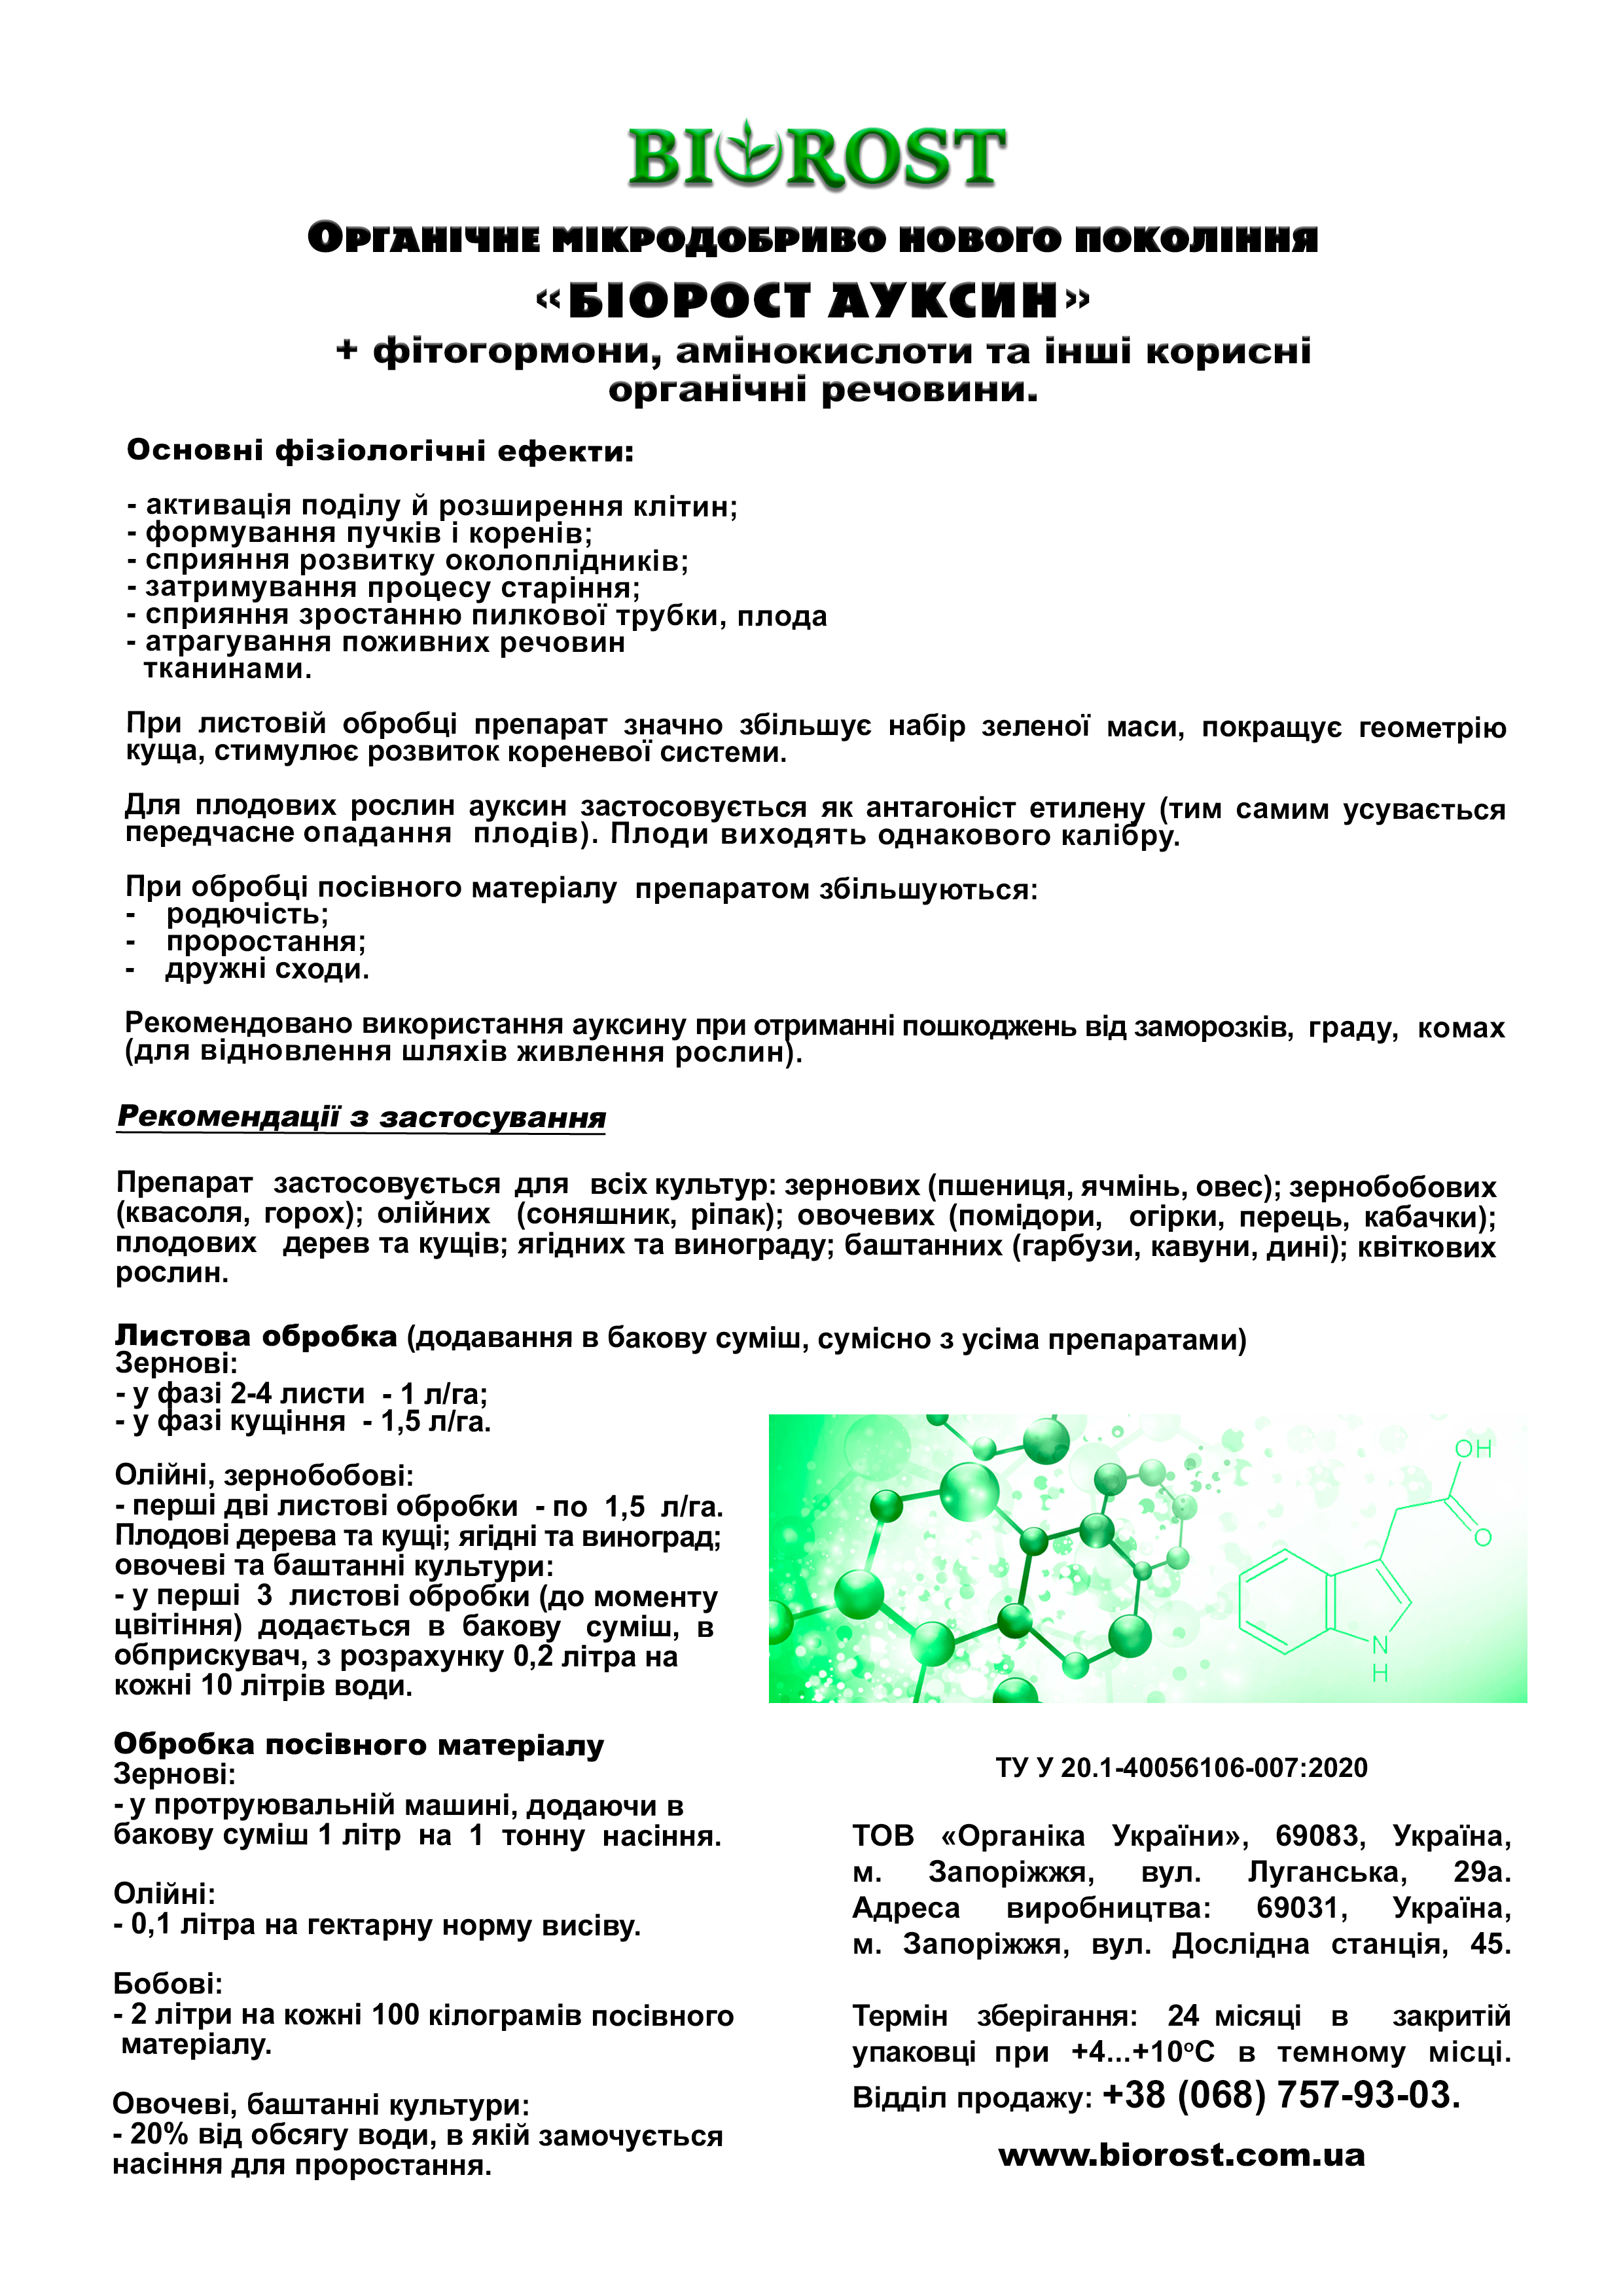 BIOROST
Органічне мікродобриво нового покоління
«БІОРОСТ АУКСИН»
+ фітогормони, амінокислоти та інші корисні
органічні речовини.
Основні фізіологічні ефекти:
- активація поділу й розширення клітин;
- формування пучків і коренів;
- сприяння розвитку околоплідників;
- затримування процесу старіння;
- сприяння зростанню пилкової трубки, плода
- атрагування поживних речовин
тканинами.
При листовій обробці препарат значно збільшує набір зеленої маси, покращує геометрію
куща, стимулює розвиток кореневої системи.
Для плодових рослин ауксин застосовується як антагоніст етилену (тим самим усувається
передчасне опадання плодів). Плоди виходять однакового калібру.
При обробці посівного матеріалу препаратом збільшуються:
- родючість;
- проростання;
- дружні сходи.
Рекомендовано використання ауксину при отриманні пошкоджень від заморозків, граду, комах
(для відновлення шляхів живлення рослин).
Рекомендації з застосування
Препарат застосовується для всіх культур: зернових (пшениця, ячмінь, овес); зернобобових
(квасоля, горох); олійних (соняшник, ріпак); овочевих (помідори, огірки, перець, кабачки);
плодових дерев та кущів; ягідних та винограду; баштанних (гарбузи, кавуни, дині); квіткових
рослин.
Листова обробка (додавання в бакову суміш, сумісно з усіма препаратами)
Зернові:
- у фазі 2-4 листи - 1 л/га;
- у фазі кущіння - 1,5 л/га.
Олійні, зернобобові:
- перші дві листові обробки - по 1,5 л/га.
Плодові дерева та кущі; ягідні та виноград;
овочеві та баштанні культури:
- у перші 3 листові обробки (до моменту
цвітіння) додається в бакову суміш, в
обприскувач, з розрахунку 0,2 літра на
кожні 10 літрів води.
OH
O
N
H
Обробка посівного матеріалу
Зернові:
- у протруювальній машині, додаючи в
бакову суміш 1 літр на 1 тонну насіння.
Олійні:
- 0,1 літра на гектарну норму висіву.
Бобові:
- 2 літри на кожні 100 кілограмів посівного
матеріалу.
Овочеві, баштанні культури:
- 20% від обсягу води, в якій замочується
насіння для проростання.
ТУ У 20.1-40056106-007:2020
ТОВ «Органіка України», 69083, Україна,
м. Запоріжжя, вул. Луганська, 29а.
Адреса виробництва: 69031, Україна,
м. Запоріжжя, вул. Дослідна станція, 45.
Термін зберігання: 24 місяці в закритій
упаковці при +4...+10ºС в темному місці.
Відділ продажу: +38 (068) 757-93-03.
www.biorost.com.ua